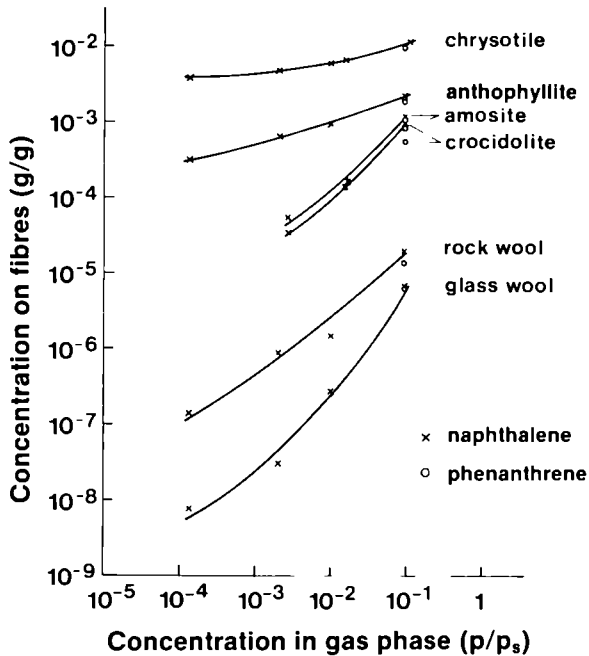 Concentration on fibres (g/g)
10⁻²
10⁻³
10⁻⁴
10⁻⁵
10⁻⁶
10⁻⁷
10⁻⁸
10⁻⁹
chrysotile
anthophyllite
amosite
crocidolite
rock wool
glass wool
x naphthalene
o phenanthrene
10⁻⁵ 10⁻⁴ 10⁻³ 10⁻² 10⁻¹ 1
Concentration in gas phase (p/pₛ)